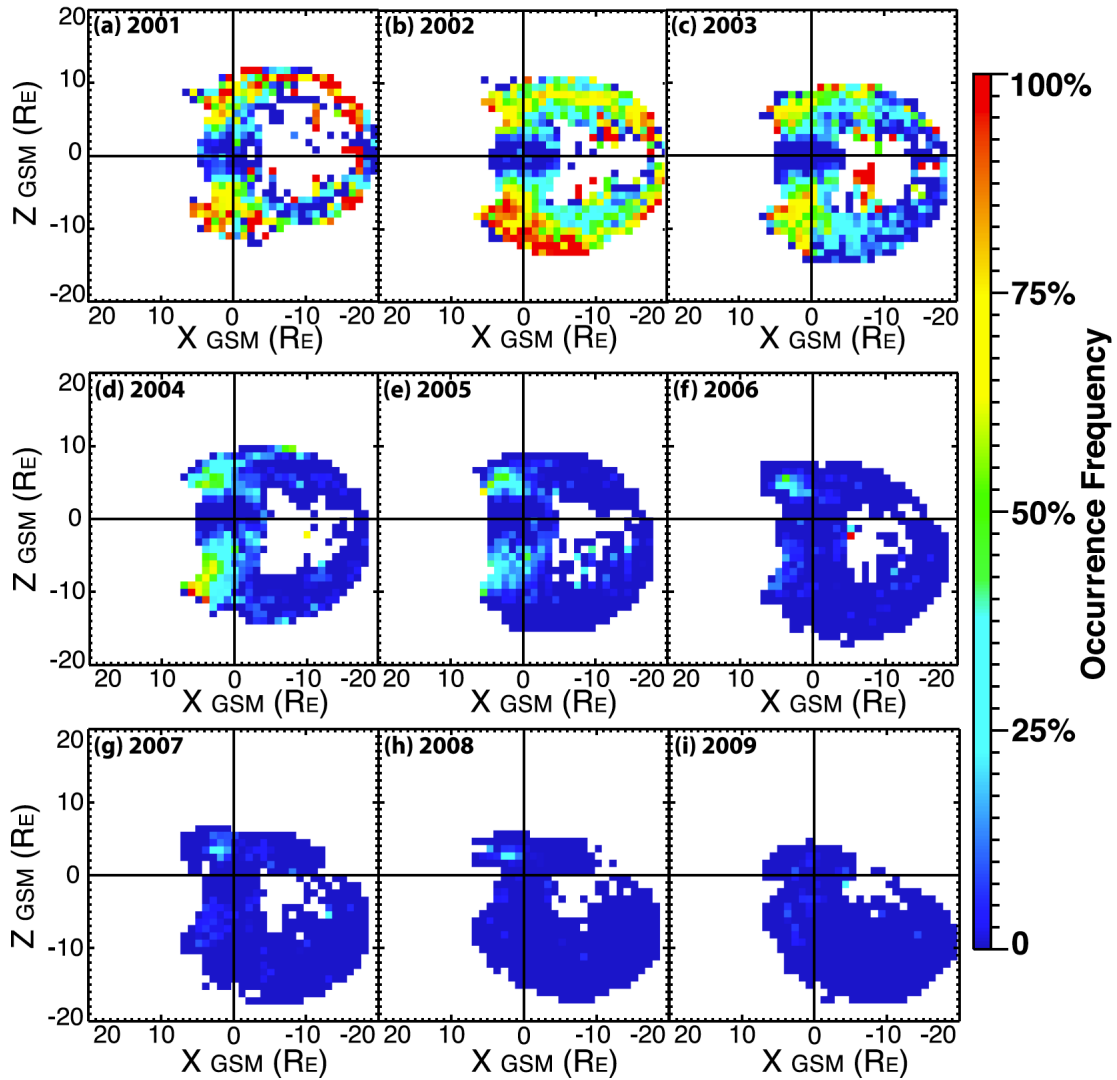 (a) 2001
(b) 2002
(c) 2003
20
10
0
-10
-20
Z GSM (RE)
20 10 0 -10 -20
20 10 0 -10 -20
20 10 0 -10 -20
X GSM (RE)
X GSM (RE)
X GSM (RE)
(d) 2004
(e) 2005
(f) 2006
20
10
0
-10
-20
Z GSM (RE)
20 10 0 -10 -20
20 10 0 -10 -20
20 10 0 -10 -20
X GSM (RE)
X GSM (RE)
X GSM (RE)
(g) 2007
(h) 2008
(i) 2009
20
10
0
-10
-20
Z GSM (RE)
20 10 0 -10 -20
20 10 0 -10 -20
20 10 0 -10 -20
X GSM (RE)
X GSM (RE)
X GSM (RE)
100%
75%
50%
25%
0
Occurrence Frequency